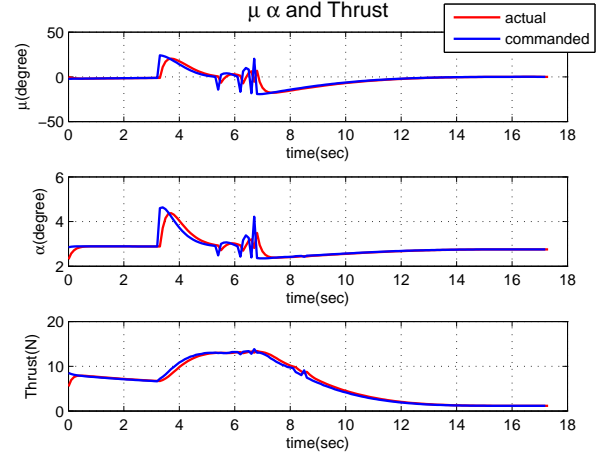 μ α and Thrust
actual
commanded
50
0
−50
μ(degree)
0 2 4 6 8 10 12 14 16 18
time(sec)
6
4
2
α(degree)
0 2 4 6 8 10 12 14 16 18
time(sec)
20
10
0
Thrust(N)
0 2 4 6 8 10 12 14 16 18
time(sec)